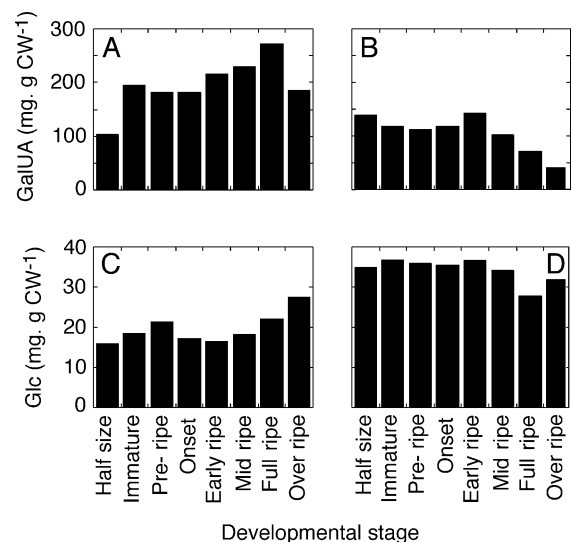 300
A
B
200
100
0
GalUA (mg. g CW-1)
40
C
D
30
20
10
0
Glc (mg. g CW-1)
Half size
Immature
Pre- ripe
Onset
Early ripe
Mid ripe
Full ripe
Over ripe
Half size
Immature
Pre- ripe
Onset
Early ripe
Mid ripe
Full ripe
Over ripe
Developmental stage